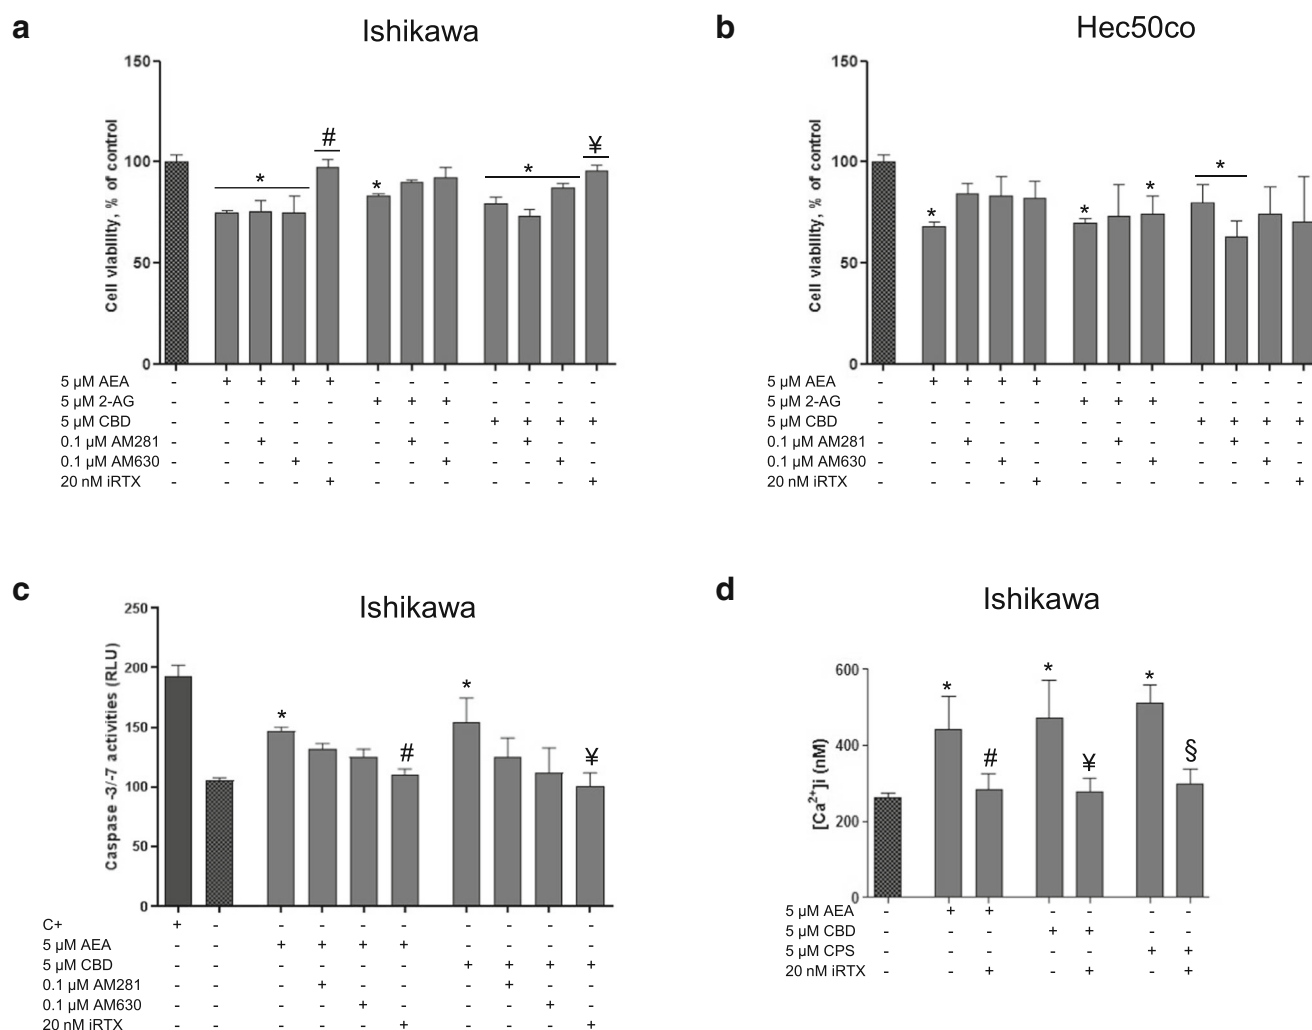 a
Ishikawa
Cell viability, % of control
150
100
50
0
* # * * ¥
5 µM AEA - + + + + - - - - - - -
5 µM 2-AG - - - - - + + + - - - -
5 µM CBD - - - - - - - - + + + +
0.1 µM AM281 - - + - - - + - - + - -
0.1 µM AM630 - - - + - - - + - - + -
20 nM iRTX - - - - + - - - - - - +
b
Hec50co
Cell viability, % of control
150
100
50
0
* * * *
5 µM AEA - + + + + - - - - - - -
5 µM 2-AG - - - - - + + + - - - -
5 µM CBD - - - - - - - - + + + +
0.1 µM AM281 - - + - - - + - - + - -
0.1 µM AM630 - - - + - - - + - - + -
20 nM iRTX - - - - + - - - - - - +
c
Ishikawa
Caspase -3/-7 activities (RLU)
250
200
150
100
50
0
* # * ¥
C+ + - - - - - - - - -
5 µM AEA - - + + + + - - - -
5 µM CBD - - - - - - + + + +
0.1 µM AM281 - - - + - - - + - -
0.1 µM AM630 - - - - + - - - + -
20 nM iRTX - - - - - + - - - +
d
Ishikawa
[Ca2+]i (nM)
600
400
200
0
* # * ¥ * §
5 µM AEA - + + - - - -
5 µM CBD - - - + + - -
5 µM CPS - - - - - + +
20 nM iRTX - - + - + - +